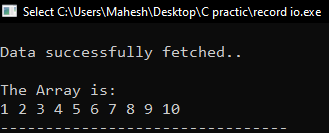 Select C:\Users\Mahesh\Desktop\C practic\record io.exe
Data successfully fetched..
The Array is:
1 2 3 4 5 6 7 8 9 10
--------------------------------